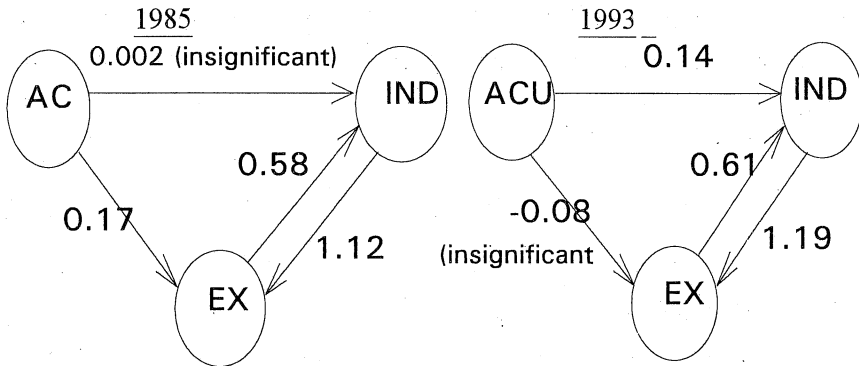 1985
0.002 (insignificant)
AC
IND
0.58
0.17
1.12
EX
1993
0.14
ACU
IND
0.61
-0.08
(insignificant
1.19
EX